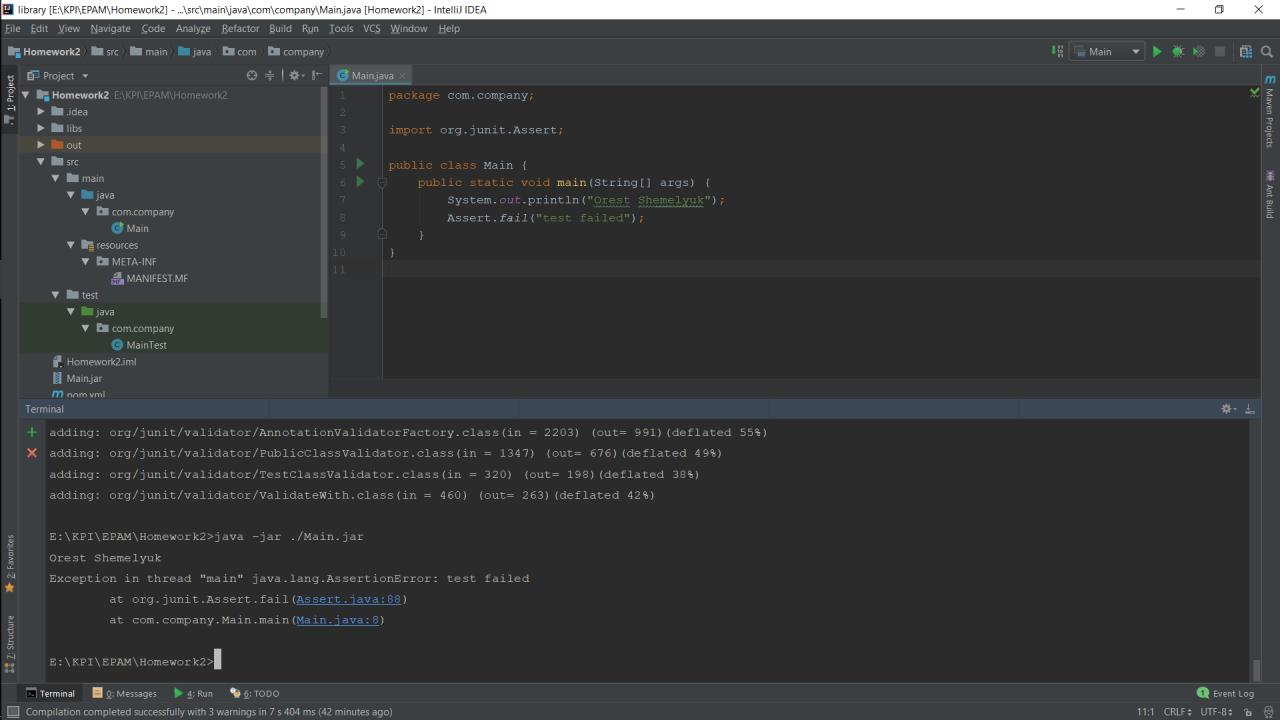 library [E:\KPI\EPAM\Homework2] - ...\src\main\java\com\company\Main.java [Homework2] - IntelliJ IDEA
File Edit View Navigate Code Analyze Refactor Build Run Tools VCS Window Help
Homework2 src main java com company Main
Project
Main.java
1: Project
Homework2 E:\KPI\EPAM\Homework2
.idea
libs
out
src
main
java
com.company
Main
resources
META-INF
MANIFEST.MF
test
java
com.company
MainTest
Homework2.iml
Main.jar
pom.xml
1 package com.company;
2
3 import org.junit.Assert;
4
5 public class Main {
6 public static void main(String[] args) {
7 System.out.println("Orest Shemelyuk");
8 Assert.fail("test failed");
9 }
10 }
11
Maven Projects
Ant Build
Terminal
adding: org/junit/validator/AnnotationValidatorFactory.class(in = 2203) (out= 991)(deflated 55%)
adding: org/junit/validator/PublicClassValidator.class(in = 1347) (out= 676)(deflated 49%)
adding: org/junit/validator/TestClassValidator.class(in = 320) (out= 198)(deflated 38%)
adding: org/junit/validator/ValidateWith.class(in = 460) (out= 263)(deflated 42%)
E:\KPI\EPAM\Homework2>java -jar ./Main.jar
Orest Shemelyuk
Exception in thread "main" java.lang.AssertionError: test failed
at org.junit.Assert.fail(Assert.java:88)
at com.company.Main.main(Main.java:8)
E:\KPI\EPAM\Homework2>
2: Favorites
7: Structure
Terminal 0: Messages 4: Run 6: TODO 1 Event Log
Compilation completed successfully with 3 warnings in 7 s 404 ms (42 minutes ago) 11:1 CRLF UTF-8